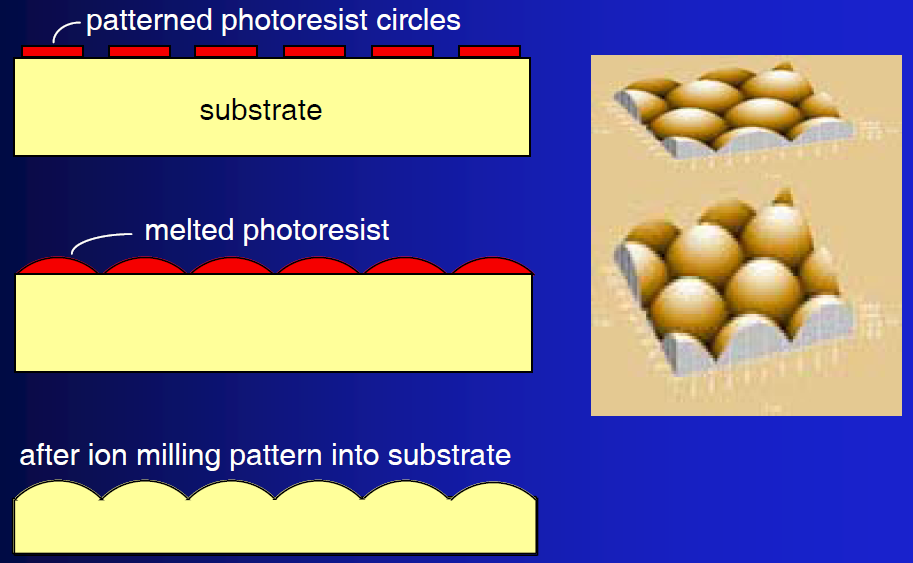 patterned photoresist circles
substrate
melted photoresist
after ion milling pattern into substrate